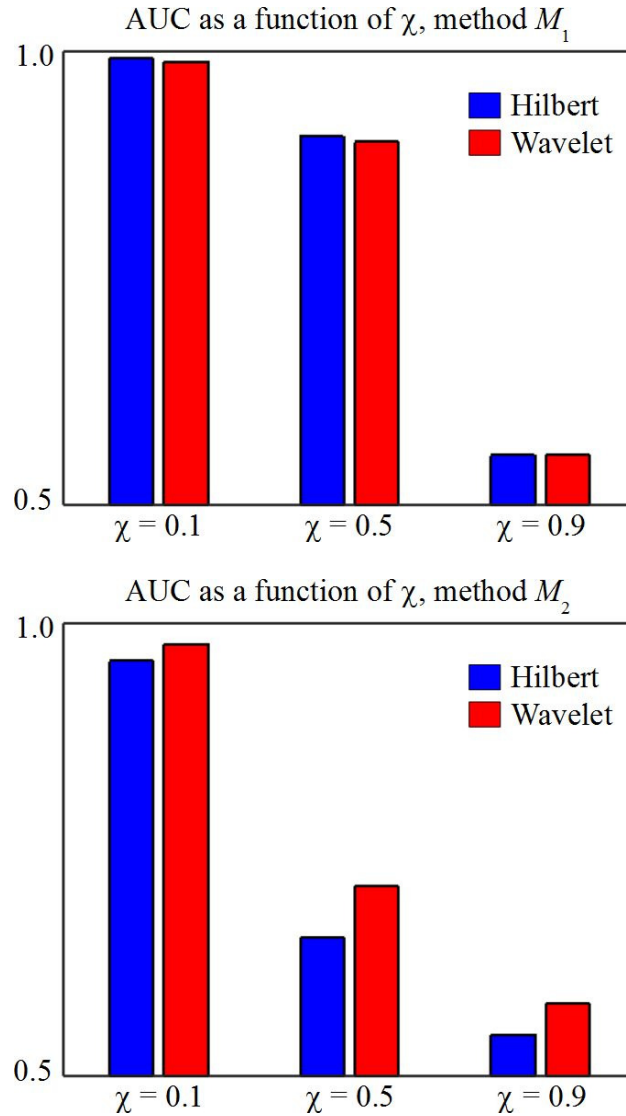 AUC as a function of χ, method M₁
1.0
Hilbert
Wavelet
0.5
χ = 0.1 χ = 0.5 χ = 0.9
AUC as a function of χ, method M₂
1.0
Hilbert
Wavelet
0.5
χ = 0.1 χ = 0.5 χ = 0.9